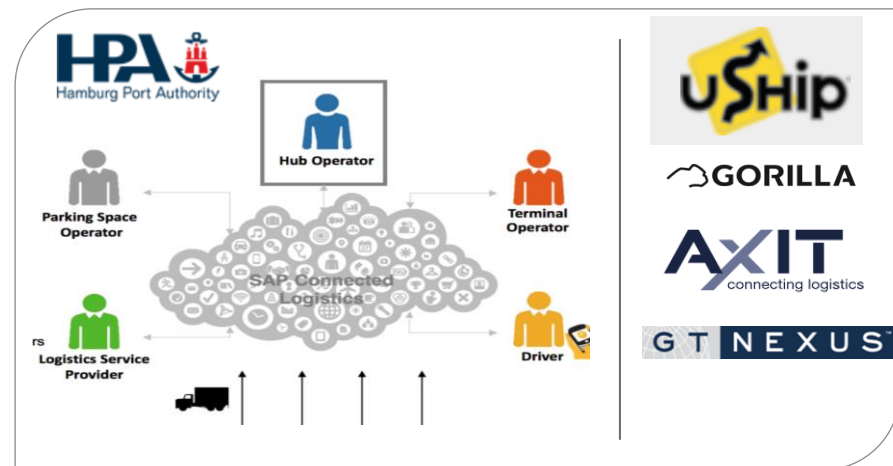 HPA
Hamburg Port Authority
Hub Operator
Parking Space
Operator
Terminal
Operator
SAP Connected
Logistics
rs
Logistics Service
Provider
Driver
uShip
GORILLA
AXIT
connecting logistics
GT NEXUS™